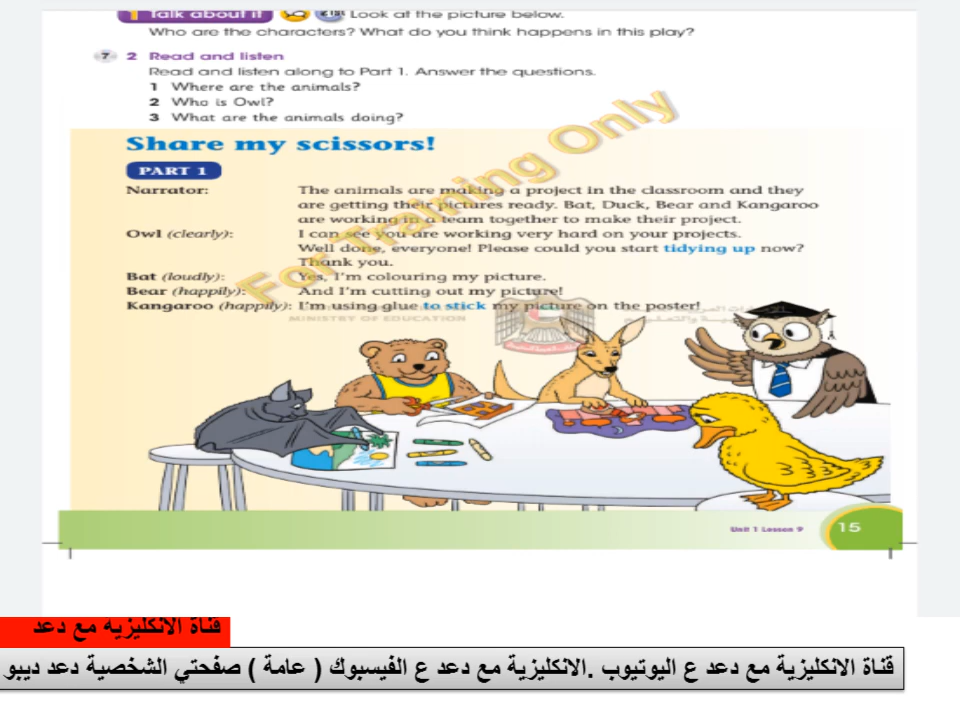 1 Talk about it Look at the picture below.
Who are the characters? What do you think happens in this play?
7 2 Read and listen
Read and listen along to Part 1. Answer the questions.
1 Where are the animals?
2 Who is Owl?
3 What are the animals doing?
Share my scissors!
PART 1
Narrator: The animals are making a project in the classroom and they
are getting their pictures ready. Bat, Duck, Bear and Kangaroo
are working in a team together to make their project.
Owl (clearly): I can see you are working very hard on your projects.
Well done, everyone! Please could you start tidying up now?
Thank you.
Bat (loudly): Yes, I'm colouring my picture.
Bear (happily): And I'm cutting out my picture!
Kangaroo (happily): I'm using glue to stick my picture on the poster!
MINISTRY OF EDUCATION
For Training Only
Unit 1 Lesson 9 15
قناة الانكليزيه مع دعد
قناة الانكليزية مع دعد ع اليوتيوب .الانكليزية مع دعد ع الفيسبوك ( عامة ) صفحتي الشخصية دعد ديبو